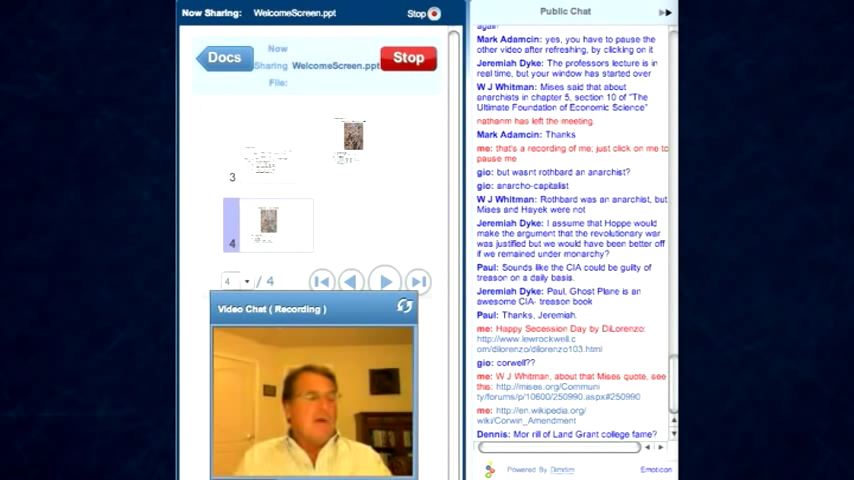 Now Sharing: WelcomeScreen.ppt Stop
Docs
Now
Sharing WelcomeScreen.ppt
File:
Stop
3
4
4 / 4
Video Chat ( Recording )
Public Chat
again
Mark Adamcin: yes, you have to pause the
other video after refreshing, by clicking on it
Jeremiah Dyke: The professors lecture is in
real time, but your window has started over
W J Whitman: Mises said that about
anarchists in chapter 5, section 10 of "The
Ultimate Foundation of Economic Science"
nathanm has left the meeting.
Mark Adamcin: Thanks
me: that's a recording of me; just click on me to
pause me
gio: but wasnt rothbard an anarchist?
gio: anarcho-capitalist
W J Whitman: Rothbard was an anarchist, but
Mises and Hayek were not
Jeremiah Dyke: I assume that Hoppe would
make the argument that the revolutionary war
was justified but we would have been better off
if we remained under monarchy?
Paul: Sounds like the CIA could be guilty of
treason on a daily basis.
Jeremiah Dyke: Paul, Ghost Plane is an
awesome CIA- treason book
Paul: Thanks, Jeremiah.
me: Happy Secession Day by DiLorenzo:
http://www.lewrockwell.c
om/dilorenzo/dilorenzo103.html
gio: corwell??
me: W J Whitman, about that Mises quote, see
this: http://mises.org/Communi
ty/forums/p/10600/250990.aspx#250990
me: http://en.wikipedia.org/
wiki/Corwin_Amendment
Dennis: Mor rill of Land Grant college fame?
Powered By Dimdim
Emoticon